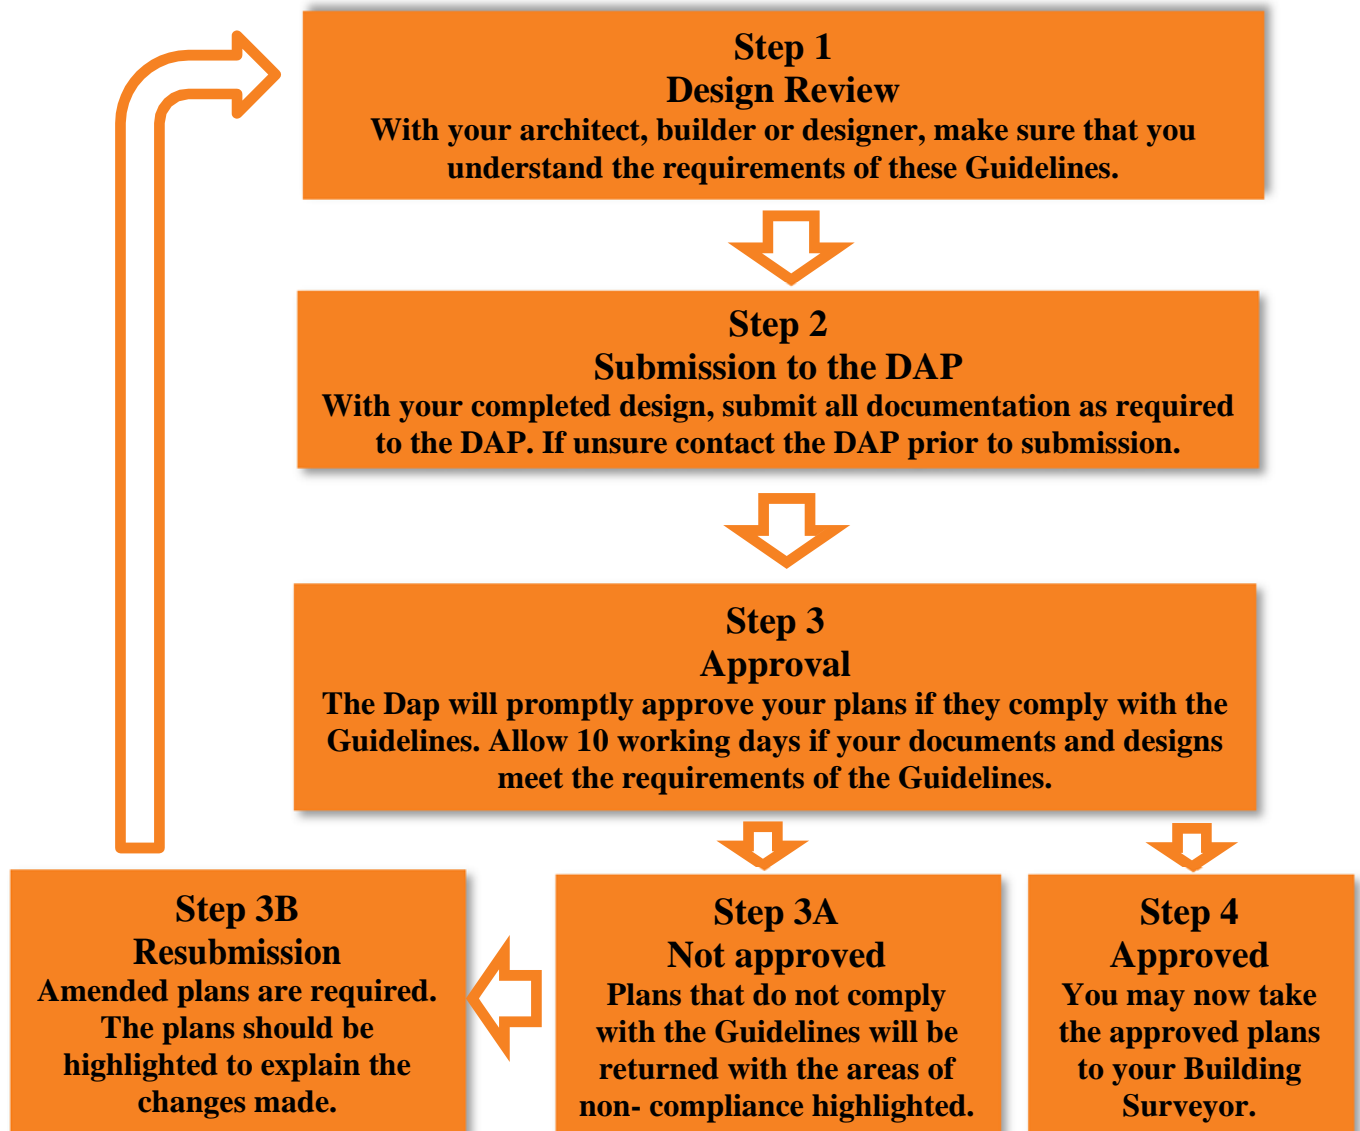 Step 1
Design Review
With your architect, builder or designer, make sure that you
understand the requirements of these Guidelines.
Step 2
Submission to the DAP
With your completed design, submit all documentation as required
to the DAP. If unsure contact the DAP prior to submission.
Step 3
Approval
The Dap will promptly approve your plans if they comply with the
Guidelines. Allow 10 working days if your documents and designs
meet the requirements of the Guidelines.
Step 3B
Resubmission
Amended plans are required.
The plans should be
highlighted to explain the
changes made.
Step 3A
Not approved
Plans that do not comply
with the Guidelines will be
returned with the areas of
non- compliance highlighted.
Step 4
Approved
You may now take
the approved plans
to your Building
Surveyor.